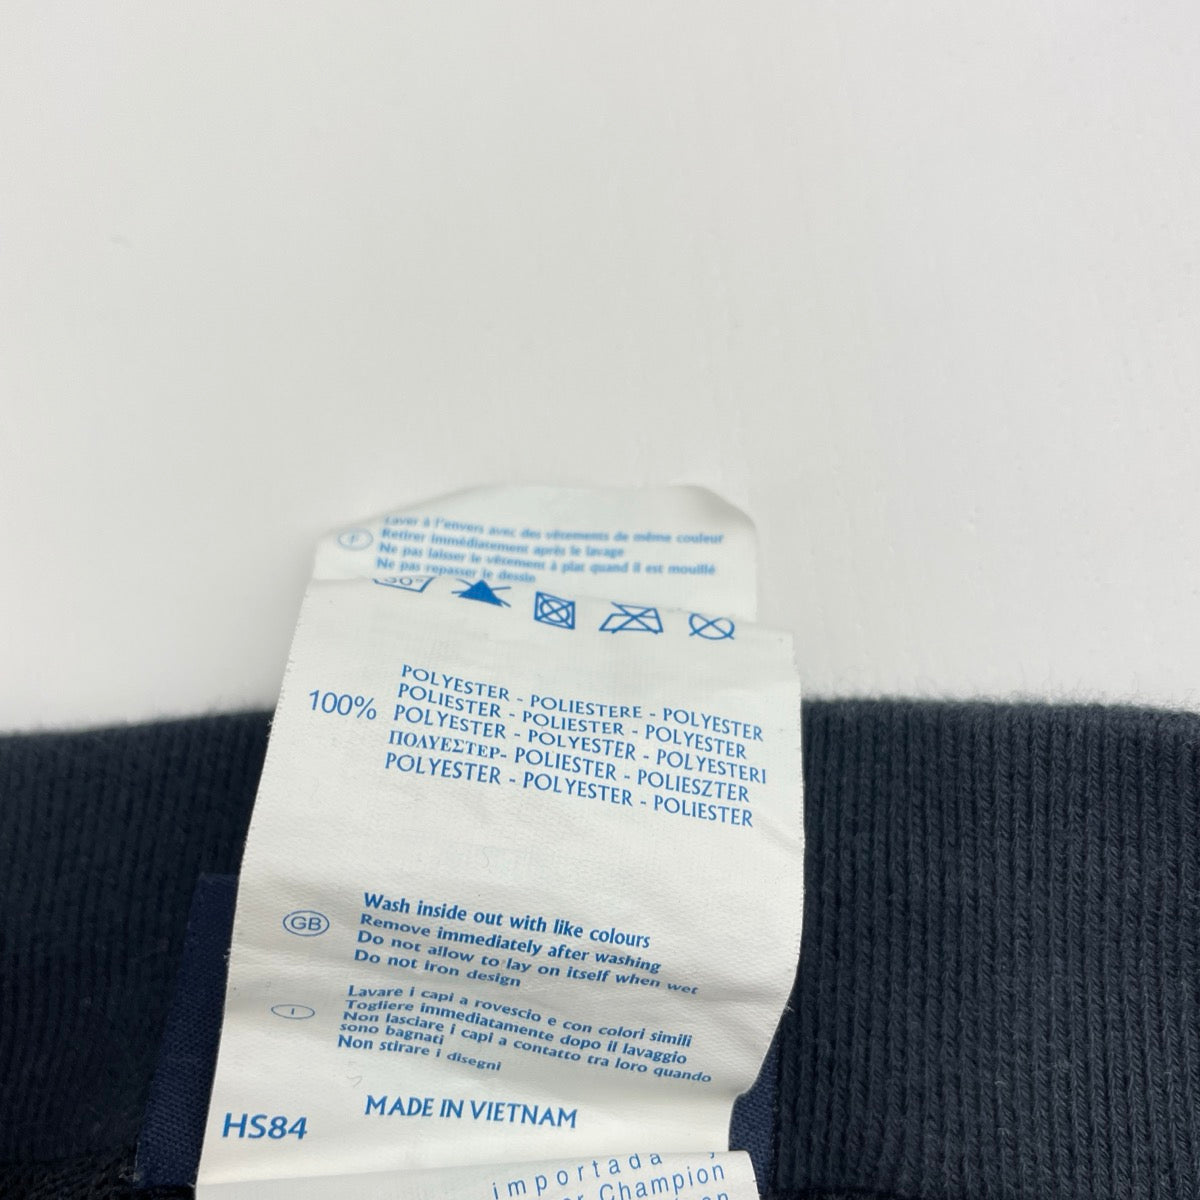 Laver à l'envers avec des vêtements de même couleur
F
Retirer immédiatement après le lavage
Ne pas laisser le vêtement à plat quand il est mouillé
Ne pas repasser le dessin
30°
100%
POLYESTER - POLIESTERE - POLYESTER
POLIESTER - POLIESTER - POLYESTER
POLYESTER - POLYESTER - POLYESTERI
ΠΟΛΥΕΣΤΕΡ- POLIESTER - POLIESZTER
POLYESTER - POLYESTER - POLIESTER
GB
Wash inside out with like colours
Remove immediately after washing
Do not allow to lay on itself when wet
Do not iron design
I
Lavare i capi a rovescio e con colori simili
Togliere immediatamente dopo il lavaggio
Non lasciare i capi a contatto tra loro quando
sono bagnati
Non stirare i disegni
HS84
MADE IN VIETNAM
importada
Champion